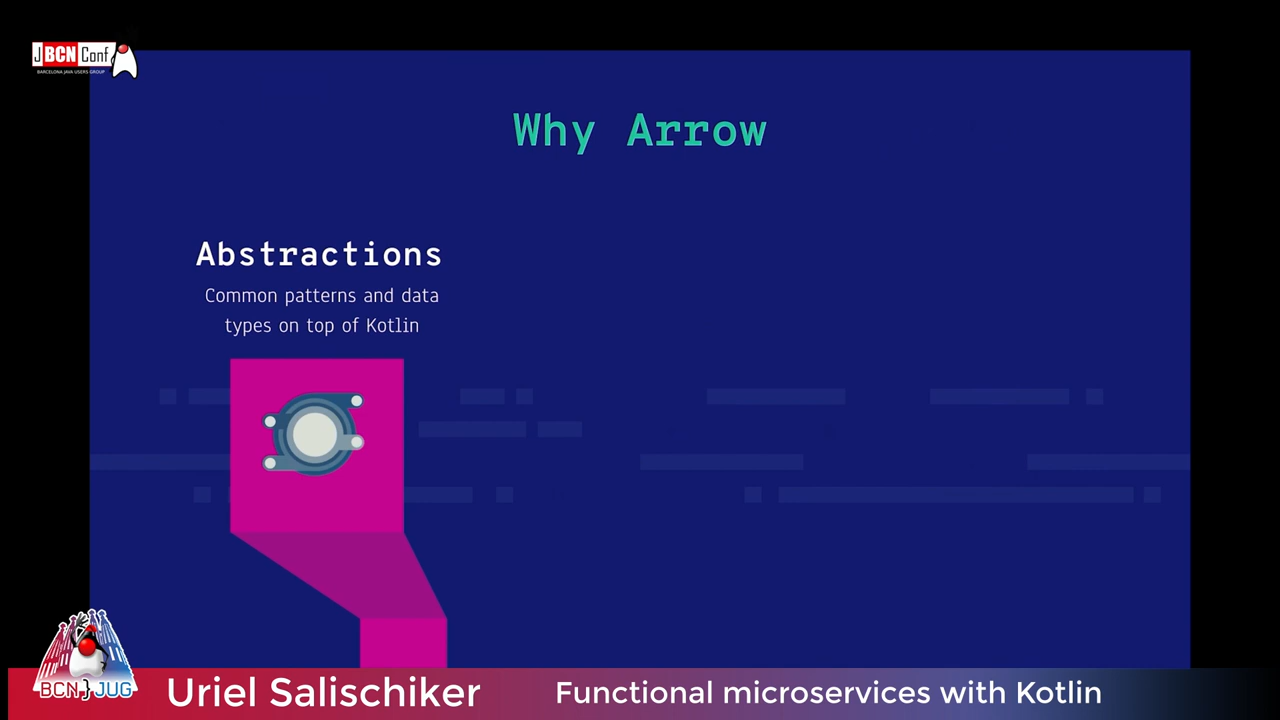 JBCNConf
BARCELONA JAVA USERS GROUP
Why Arrow
Abstractions
Common patterns and data
types on top of Kotlin
BCN JUG
Uriel Salischiker
Functional microservices with Kotlin